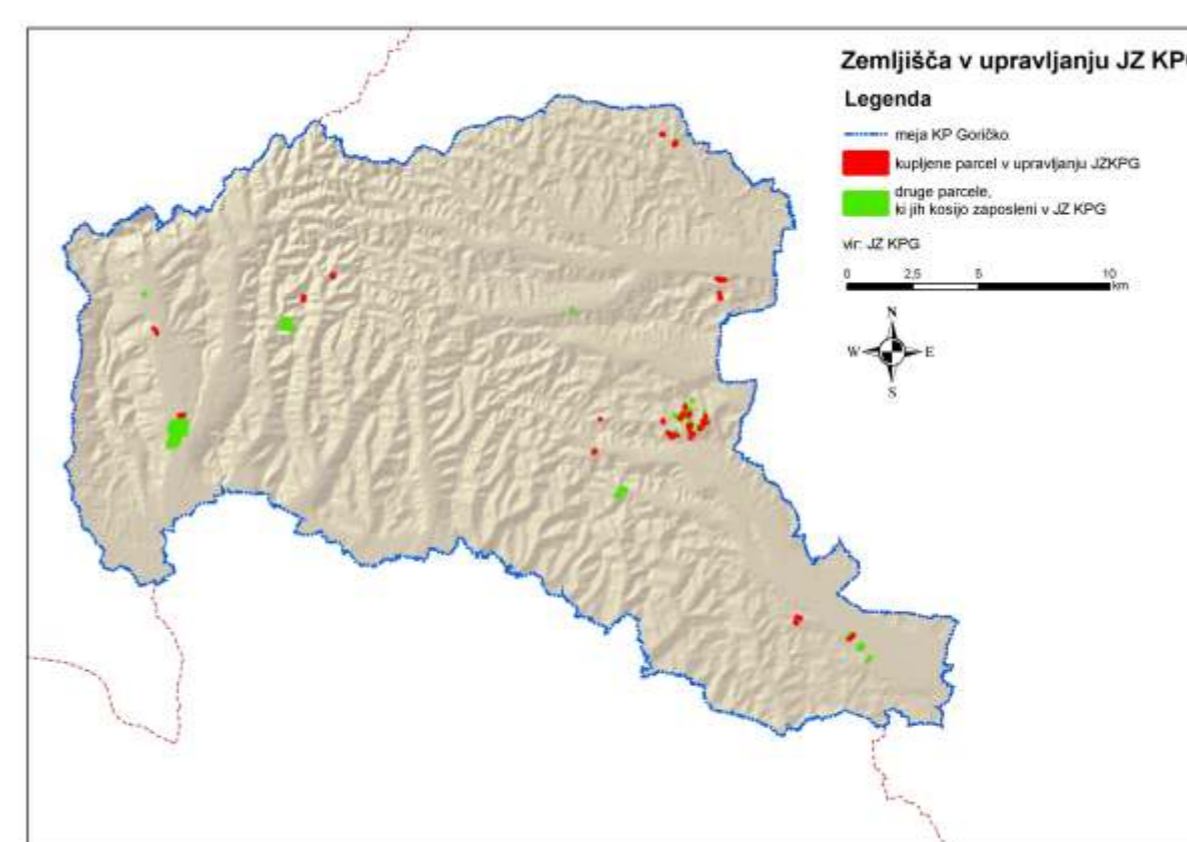 Zemljišča v upravljanju JZ KP
Legenda
meja KP Goričko
kupljene parcel v upravljanju JZKPG
druge parcele,
ki jih kosijo zaposleni v JZ KPG
vir: JZ KPG
0 2,5 5 10
km
N
W E
S